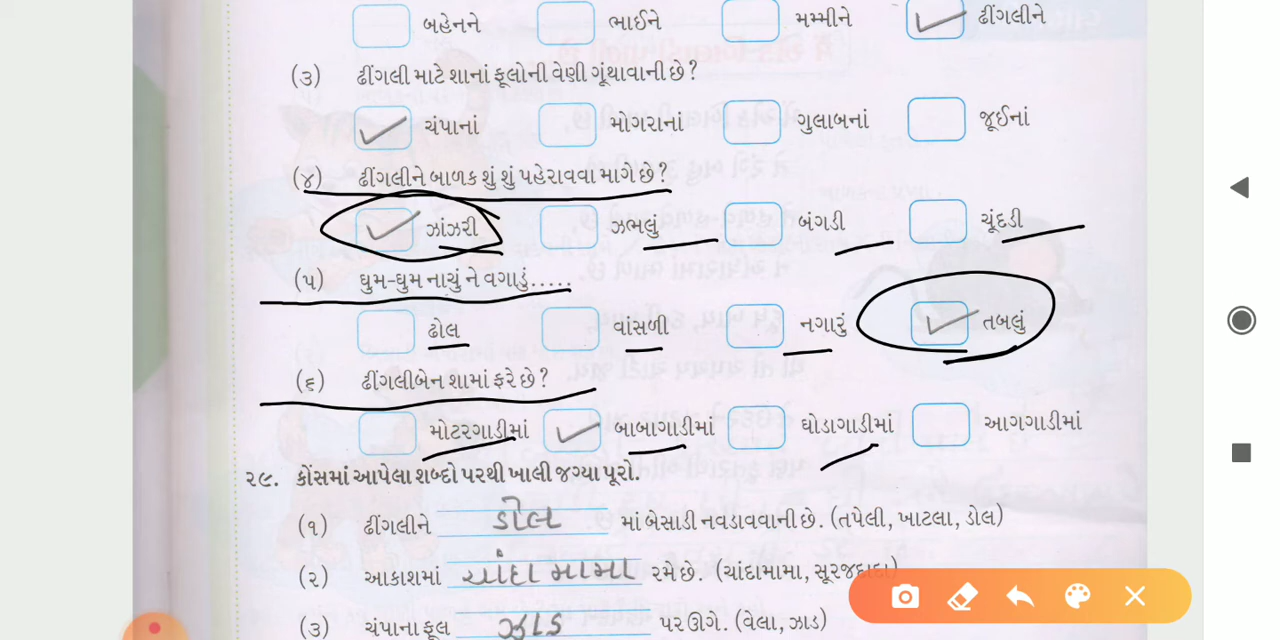 બહેનને ભાઈને મમ્મીને ઢીંગલીને
(૩) ઢીંગલી માટે શાનાં ફૂલોની વેણી ગૂંથાવાની છે?
ચંપાનાં મોગરાનાં ગુલાબનાં જૂઈનાં
(૪) ઢીંગલીને બાળક શું શું પહેરાવવા માગે છે?
ઝાંઝરી ઝભલું બંગડી ચૂંદડી
(૫) ઘુમ-ઘુમ નાચું ને વગાડું.....
ઢોલ વાંસળી નગારું તબલું
(૬) ઢીંગલીબેન શામાં ફરે છે?
મોટરગાડીમાં બાબાગાડીમાં ઘોડાગાડીમાં આગગાડીમાં
૨૯. કોંસમાં આપેલા શબ્દો પરથી ખાલી જગ્યા પૂરો.
(૧) ઢીંગલીને ડોલ માં બેસાડી નવડાવવાની છે. (તપેલી, ખાટલા, ડોલ)
(૨) આકાશમાં ચાંદામામા રમે છે. (ચાંદામામા, સૂરજદાદા)
(૩) ચંપાના ફૂલ ઝાડ પર ઊગે. (વેલા, ઝાડ)